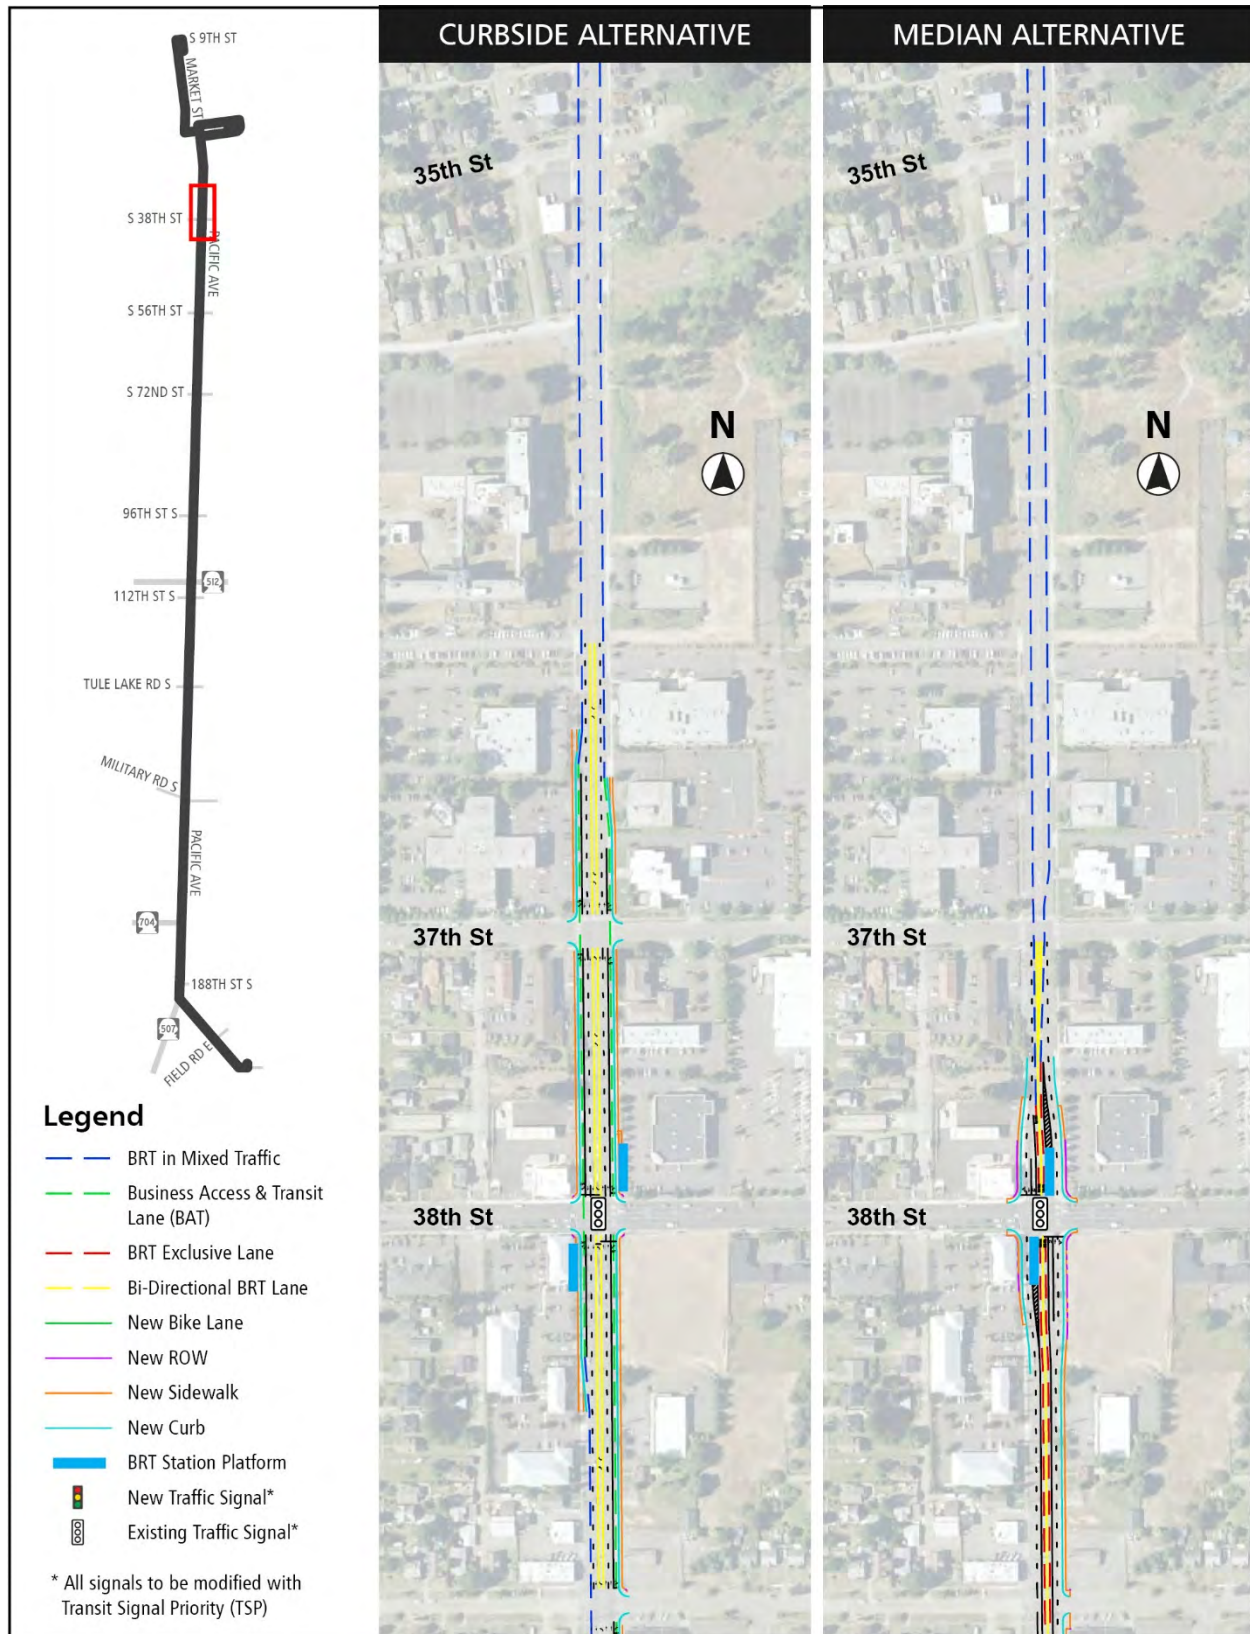 S 9TH ST
MARKET ST
S 38TH ST
PACIFIC AVE
S 56TH ST
S 72ND ST
96TH ST S
512
112TH ST S
TULE LAKE RD S
MILITARY RD S
PACIFIC AVE
704
188TH ST S
507
FIELD RD E
Legend
BRT in Mixed Traffic
Business Access & Transit
Lane (BAT)
BRT Exclusive Lane
Bi-Directional BRT Lane
New Bike Lane
New ROW
New Sidewalk
New Curb
BRT Station Platform
New Traffic Signal*
Existing Traffic Signal*
* All signals to be modified with
Transit Signal Priority (TSP)
CURBSIDE ALTERNATIVE
35th St
N
37th St
38th St
MEDIAN ALTERNATIVE
35th St
N
37th St
38th St